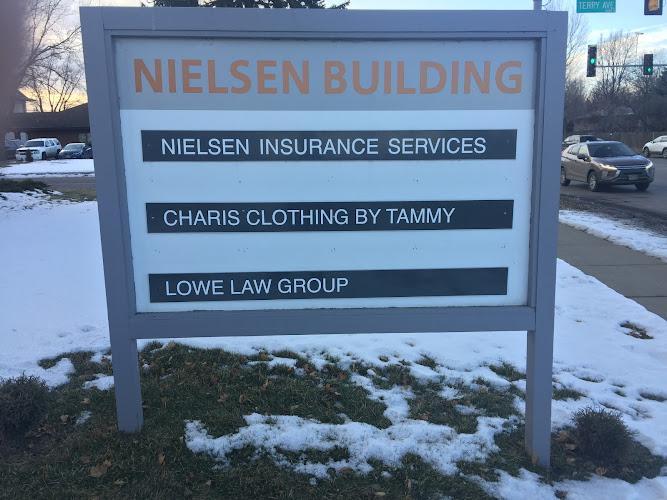 TERRY AVE
NIELSEN BUILDING
NIELSEN INSURANCE SERVICES
CHARIS CLOTHING BY TAMMY
LOWE LAW GROUP